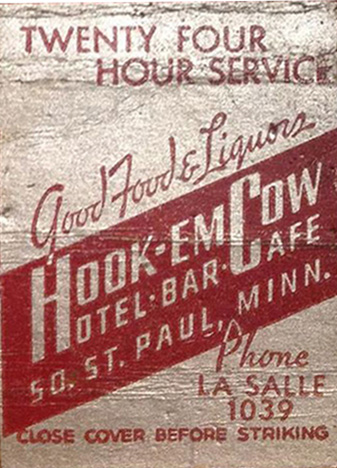 TWENTY FOUR
HOUR SERVICE
Good Food & Liquors
HOOK-EM COW
HOTEL·BAR·CAFE
SO. ST. PAUL, MINN.
Phone
LA SALLE
1039
CLOSE COVER BEFORE STRIKING